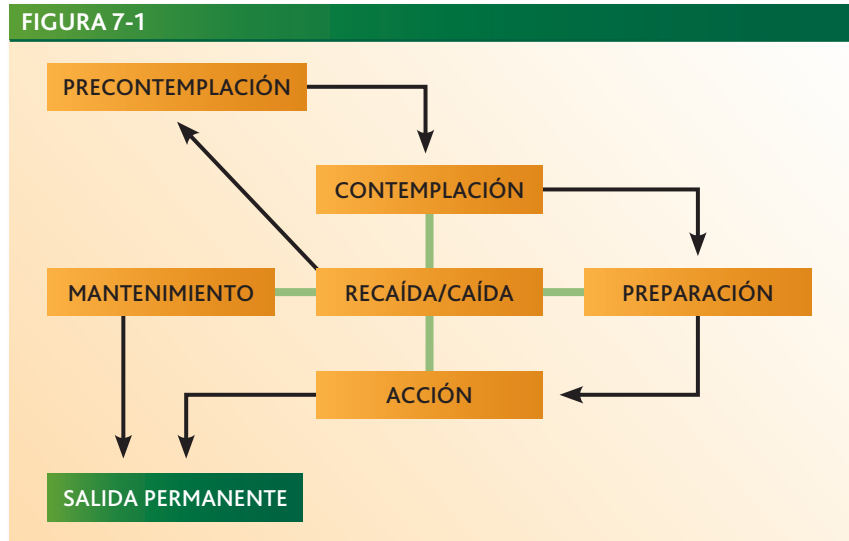 FIGURA 7-1
PRECONTEMPLACIÓN
CONTEMPLACIÓN
MANTENIMIENTO
RECAÍDA/CAÍDA
PREPARACIÓN
ACCIÓN
SALIDA PERMANENTE